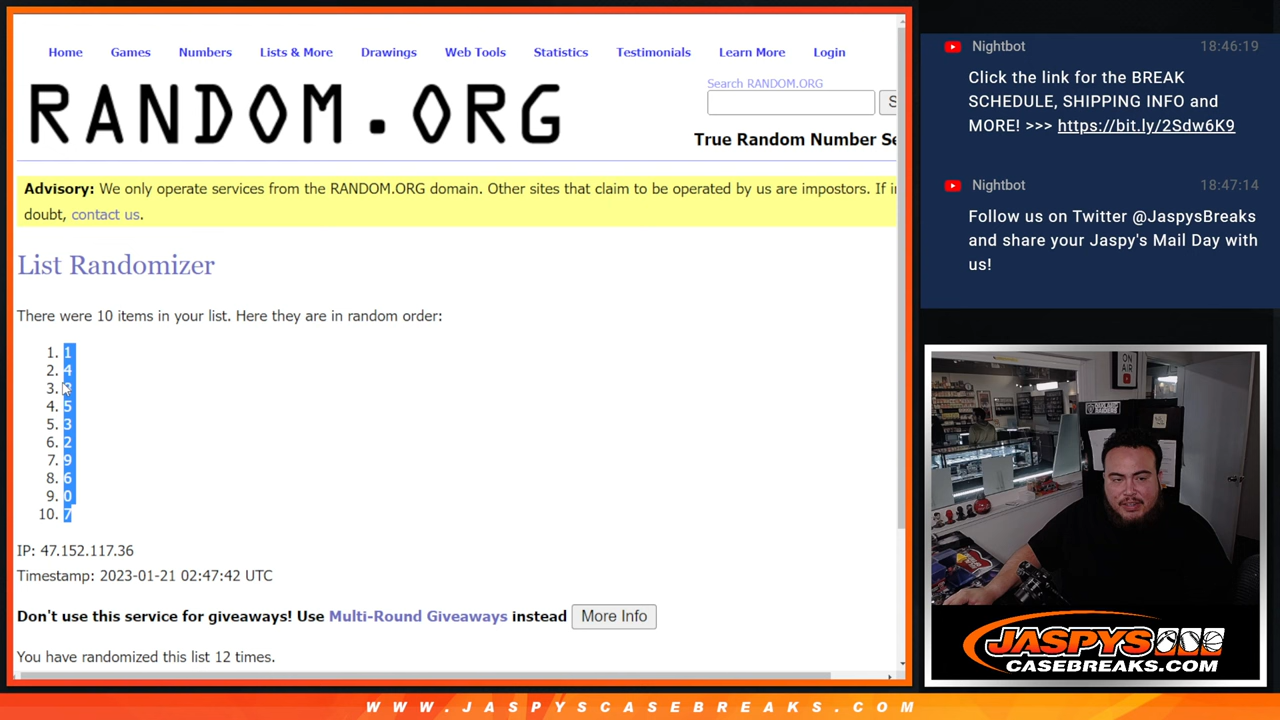 Home Games Numbers Lists & More Drawings Web Tools Statistics Testimonials Learn More Login
Search RANDOM.ORG
RANDOM.ORG
S
True Random Number Se
Advisory: We only operate services from the RANDOM.ORG domain. Other sites that claim to be operated by us are impostors. If in
doubt, contact us.
List Randomizer
There were 10 items in your list. Here they are in random order:
1. 1
2. 4
3. 8
4. 5
5. 3
6. 2
7. 9
8. 6
9. 0
10. 7
IP: 47.152.117.36
Timestamp: 2023-01-21 02:47:42 UTC
Don't use this service for giveaways! Use Multi-Round Giveaways instead More Info
You have randomized this list 12 times.
Nightbot 18:46:19
Click the link for the BREAK
SCHEDULE, SHIPPING INFO and
MORE! >>> https://bit.ly/2Sdw6K9
Nightbot 18:47:14
Follow us on Twitter @JaspysBreaks
and share your Jaspy's Mail Day with
us!
ON
AIR
JASPYS
CASEBREAKS.COM
WWW.JASPYSCASEBREAKS.COM